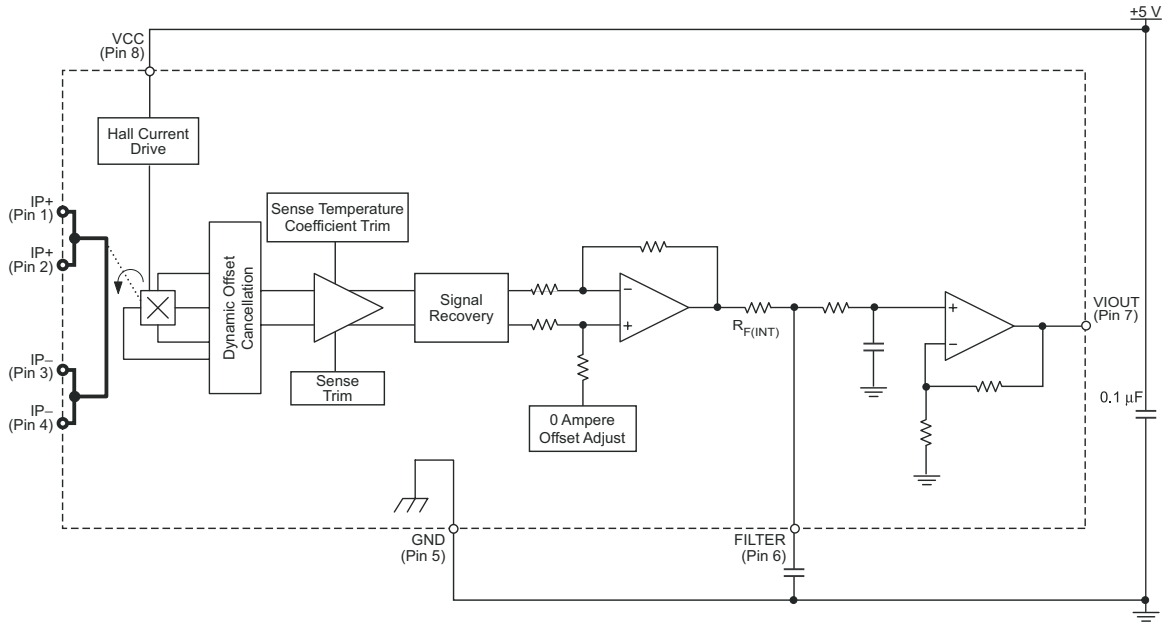 +5 V
VCC
(Pin 8)
Hall Current
Drive
IP+
(Pin 1)
IP+
(Pin 2)
IP–
(Pin 3)
IP–
(Pin 4)
Dynamic Offset
Cancellation
Sense Temperature
Coefficient Trim
Sense
Trim
Signal
Recovery
0 Ampere
Offset Adjust
–
+
RF(INT)
+
–
VIOUT
(Pin 7)
0.1 μF
GND
(Pin 5)
FILTER
(Pin 6)